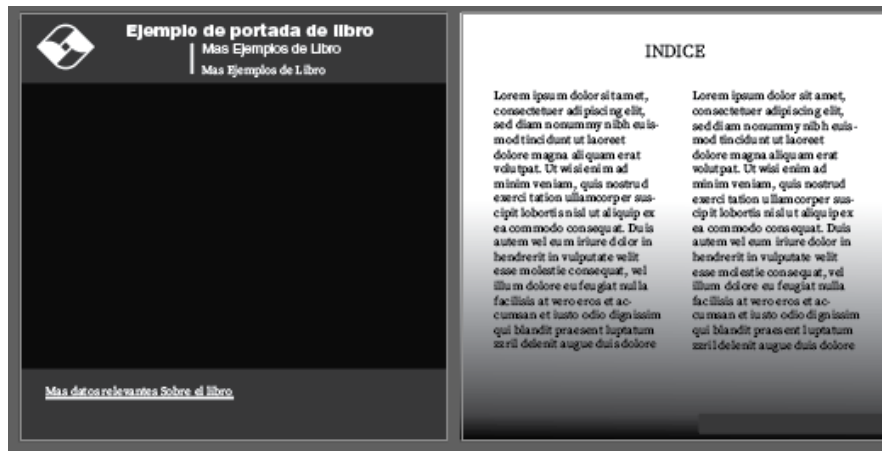 Ejemplo de portada de libro
Mas Ejemplos de Libro
Mas Ejemplos de Libro
Mas datos relevantes Sobre el libro
INDICE
Lorem ipsum dolor sit amet,
consectetuer adipiscing elit,
sed diam nonummy nibh euis-
mod tincidunt ut laoreet
dolore magna aliquam erat
volutpat. Ut wisi enim ad
minim veniam, quis nostrud
exerci tation ullamcorper sus-
cipit lobortis nisl ut aliquip ex
ea commodo consequat. Duis
autem vel eum iriure dolor in
hendrerit in vulputate velit
esse molestie consequat, vel
illum dolore eu feugiat nulla
facilisis at vero eros et ac-
cumsan et iusto odio dignissim
qui blandit praesent luptatum
zzril delenit augue duis dolore
Lorem ipsum dolor sit amet,
consectetuer adipiscing elit,
sed diam nonummy nibh euis-
mod tincidunt ut laoreet
dolore magna aliquam erat
volutpat. Ut wisi enim ad
minim veniam, quis nostrud
exerci tation ullamcorper sus-
cipit lobortis nisl ut aliquip ex
ea commodo consequat. Duis
autem vel eum iriure dolor in
hendrerit in vulputate velit
esse molestie consequat, vel
illum dolore eu feugiat nulla
facilisis at vero eros et ac-
cumsan et iusto odio dignissim
qui blandit praesent luptatum
zzril delenit augue duis dolore